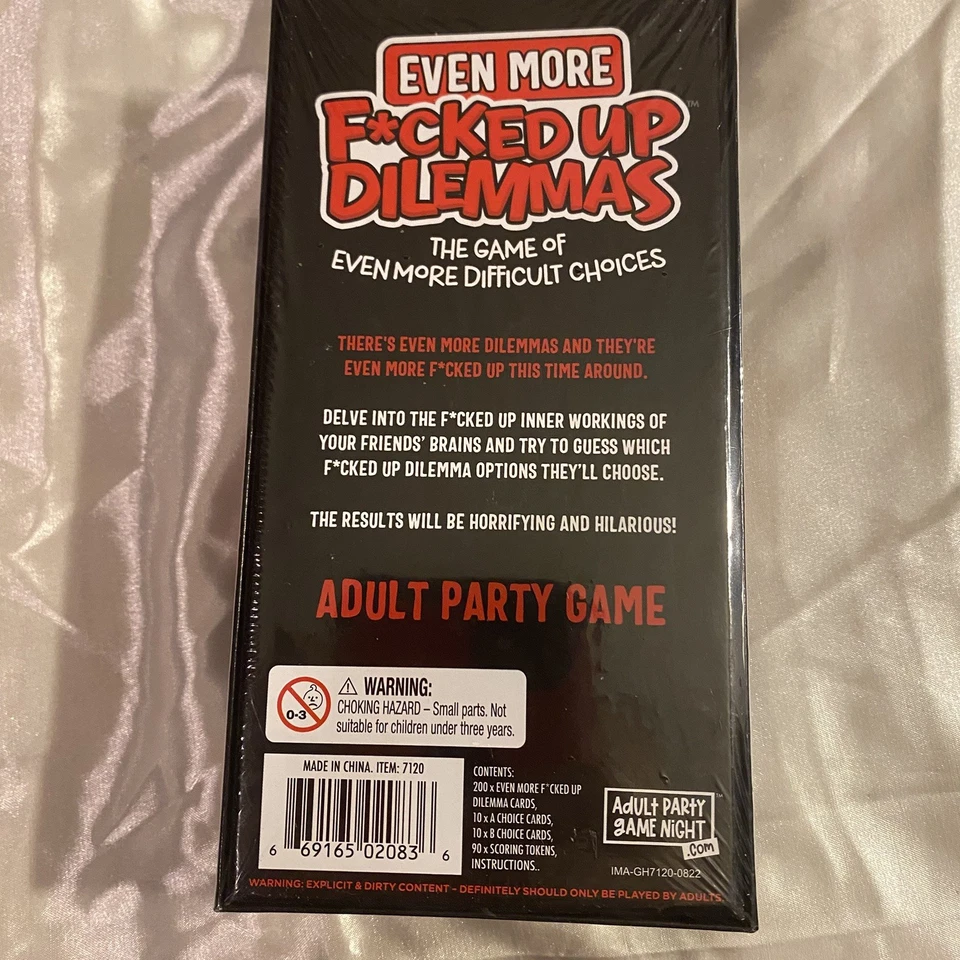 EVEN MORE
F*CKED UP
DILEMMAS™
THE GAME OF
EVEN MORE DIFFICULT CHOICES
THERE'S EVEN MORE DILEMMAS AND THEY'RE
EVEN MORE F*CKED UP THIS TIME AROUND.
DELVE INTO THE F*CKED UP INNER WORKINGS OF
YOUR FRIENDS' BRAINS AND TRY TO GUESS WHICH
F*CKED UP DILEMMA OPTIONS THEY'LL CHOOSE.
THE RESULTS WILL BE HORRIFYING AND HILARIOUS!
ADULT PARTY GAME
0-3
⚠ WARNING:
CHOKING HAZARD – Small parts. Not
suitable for children under three years.
MADE IN CHINA. ITEM: 7120
6 69165 02083 6
CONTENTS:
200 x EVEN MORE F*CKED UP
DILEMMA CARDS,
10 x A CHOICE CARDS,
10 x B CHOICE CARDS,
90 x SCORING TOKENS,
INSTRUCTIONS..
ADULT PARTY
GAME NIGHT™
.COM
IMA-GH7120-0822
WARNING: EXPLICIT & DIRTY CONTENT - DEFINITELY SHOULD ONLY BE PLAYED BY ADULTS.